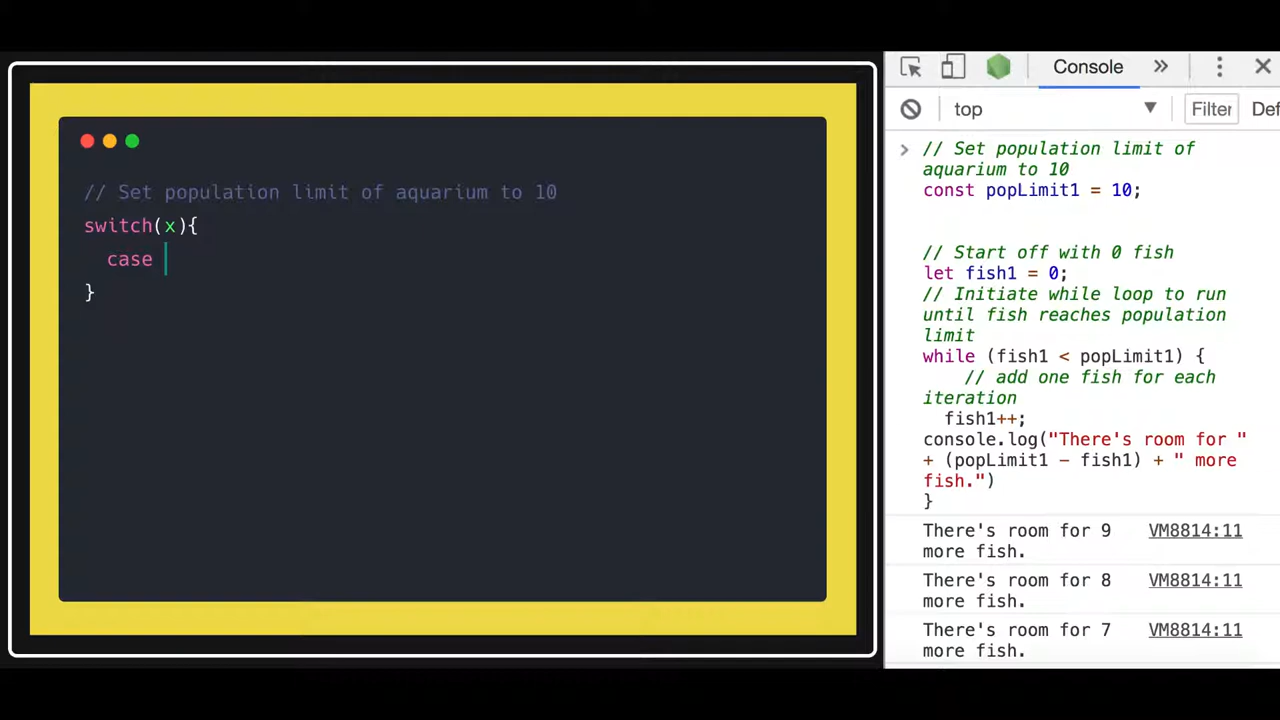 // Set population limit of aquarium to 10
switch(x){
case
}
Console »
top
Filter
Def
// Set population limit of
aquarium to 10
const popLimit1 = 10;
// Start off with 0 fish
let fish1 = 0;
// Initiate while loop to run
until fish reaches population
limit
while (fish1 < popLimit1) {
// add one fish for each
iteration
fish1++;
console.log("There's room for "
+ (popLimit1 - fish1) + " more
fish.")
}
There's room for 9 VM8814:11
more fish.
There's room for 8 VM8814:11
more fish.
There's room for 7 VM8814:11
more fish.